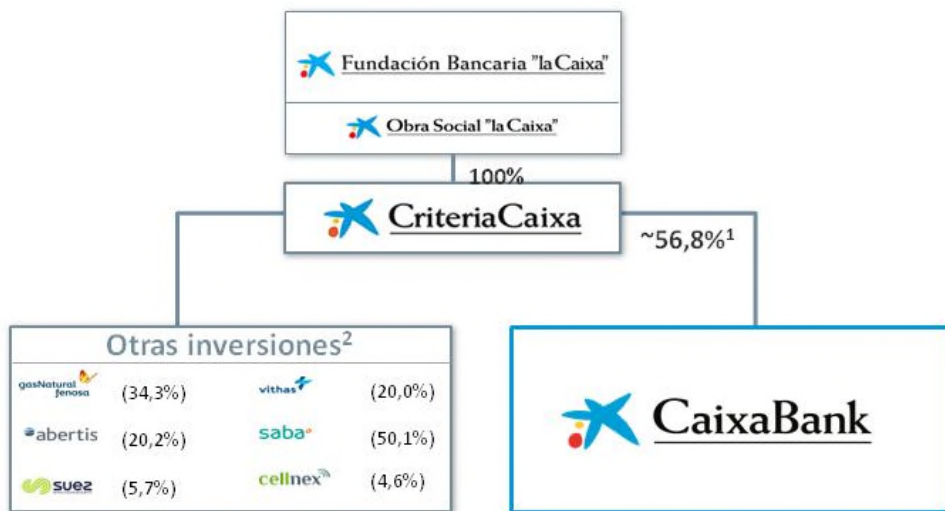 Fundación Bancaria "la Caixa"
Obra Social "la Caixa"
100%
CriteriaCaixa
~56,8%¹
Otras inversiones²
gasNatural fenosa (34,3%) vithas (20,0%)
abertis (20,2%) saba (50,1%)
suez (5,7%) cellnex (4,6%)
CaixaBank